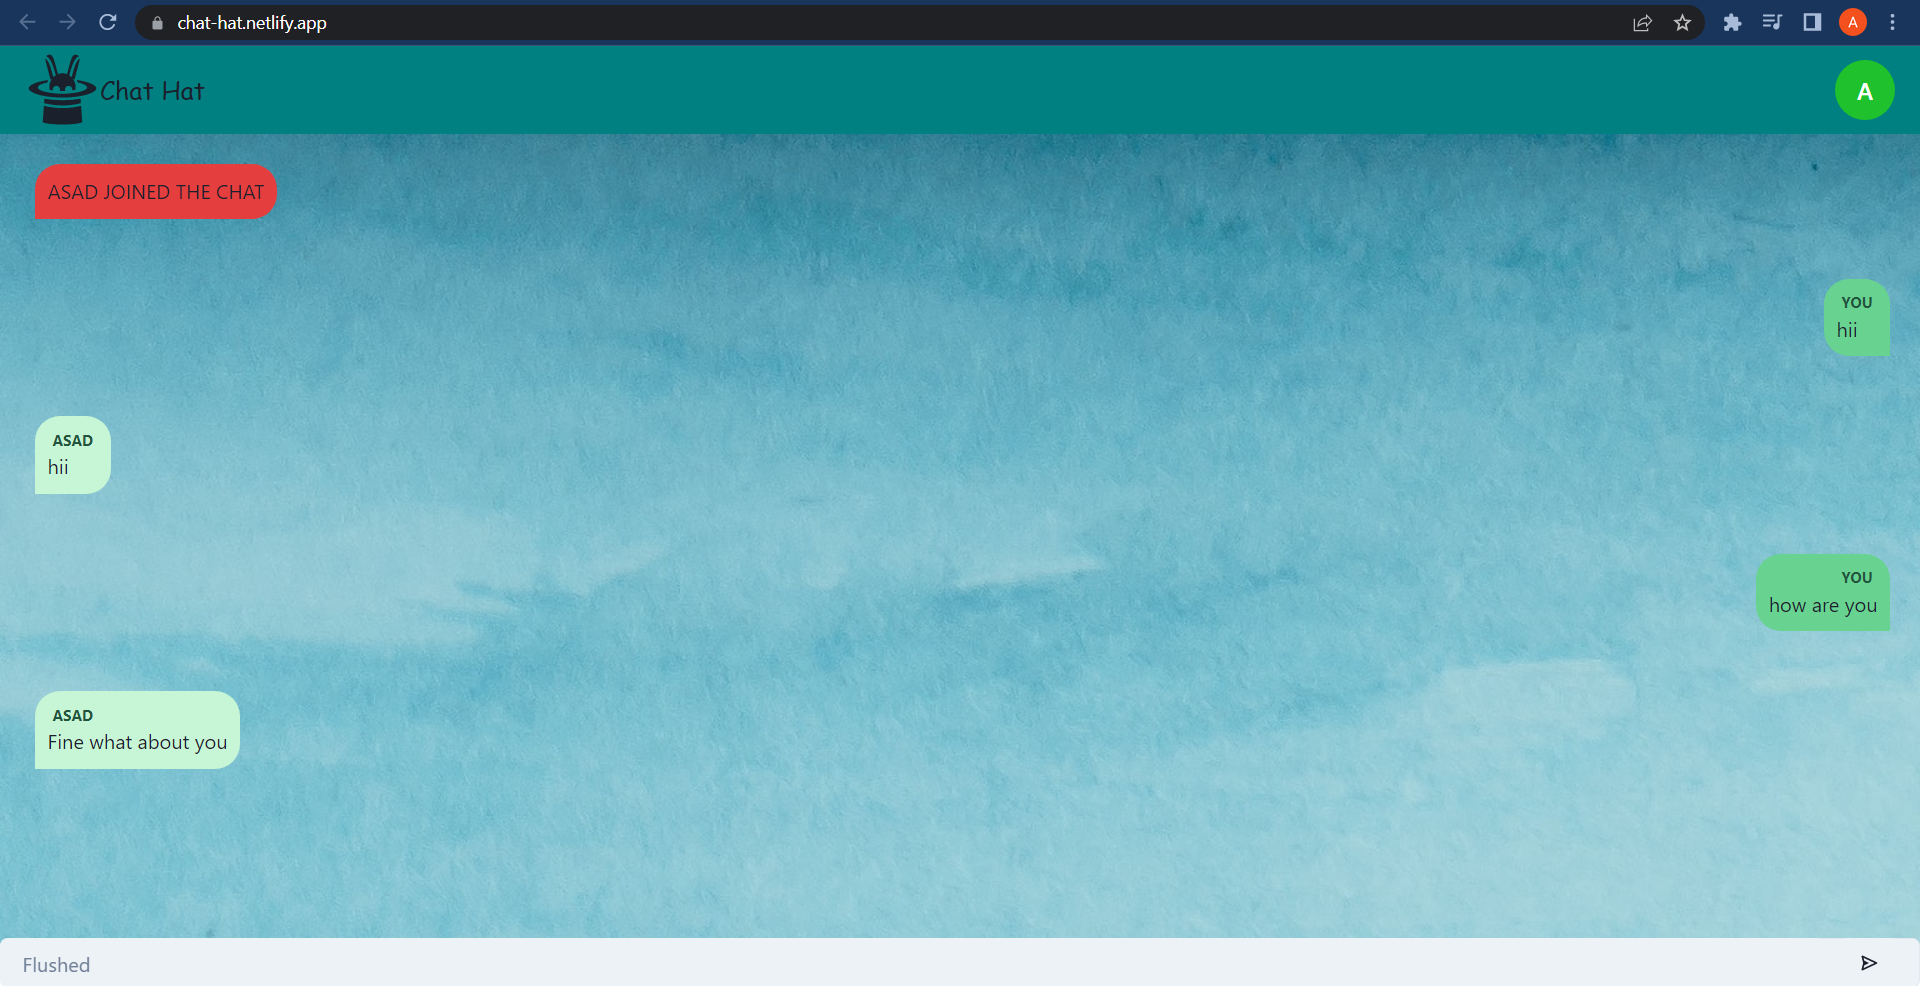 chat-hat.netlify.app
A
Chat Hat
A
ASAD JOINED THE CHAT
YOU
hii
ASAD
hii
YOU
how are you
ASAD
Fine what about you
Flushed